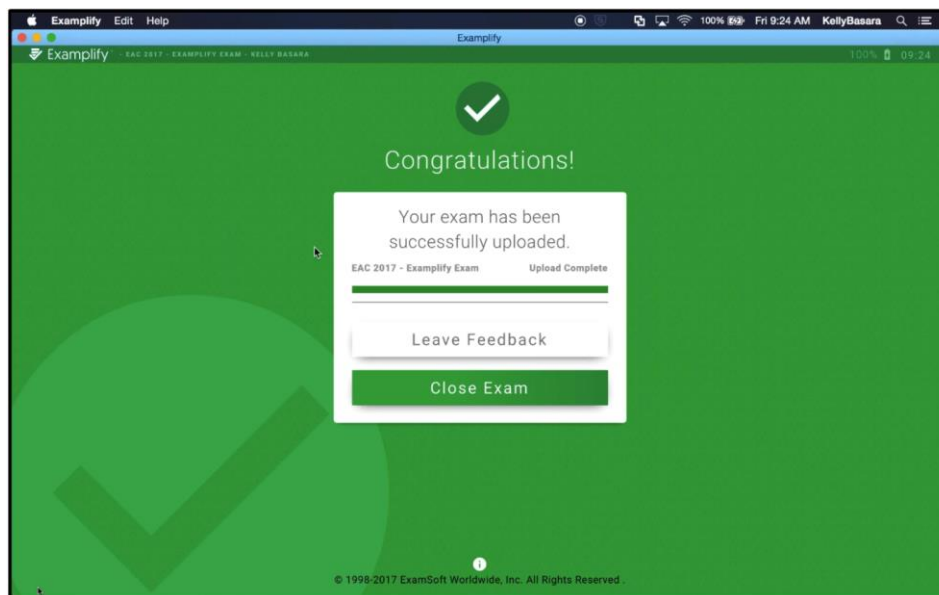 Examplify Edit Help 100% Fri 9:24 AM KellyBasara
Examplify
Examplify - EAC 2017 - EXAMPLIFY EXAM - KELLY BASARA 100% 09:24
Congratulations!
Your exam has been
successfully uploaded.
EAC 2017 - Examplify Exam Upload Complete
Leave Feedback
Close Exam
© 1998-2017 ExamSoft Worldwide, Inc. All Rights Reserved .